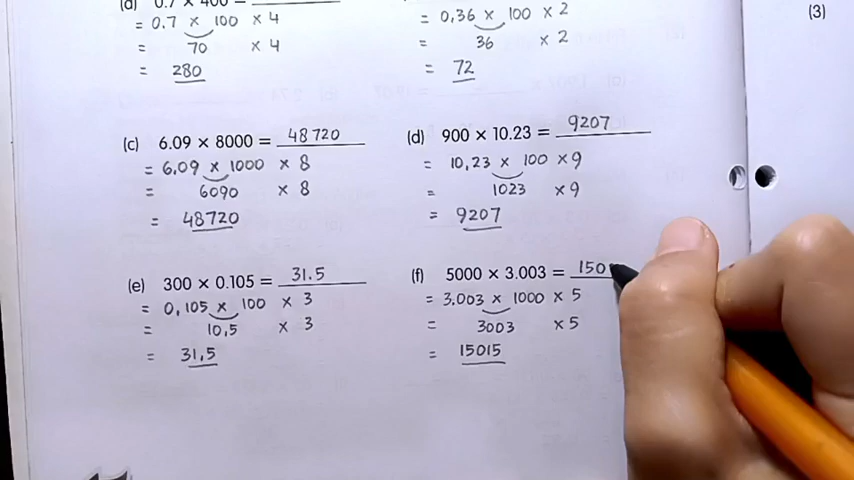 (a) 0.7 × 400 =
= 0.7 × 100 × 4
= 70 × 4
= 280
= 0,36 × 100 × 2
= 36 × 2
= 72
(3)
(c) 6.09 × 8000 = 48720
= 6.09 × 1000 × 8
= 6090 × 8
= 48720
(d) 900 × 10.23 = 9207
= 10,23 × 100 × 9
= 1023 × 9
= 9207
(e) 300 × 0.105 = 31.5
= 0,105 × 100 × 3
= 10,5 × 3
= 31,5
(f) 5000 × 3.003 = 150
= 3.003 × 1000 × 5
= 3003 × 5
= 15015